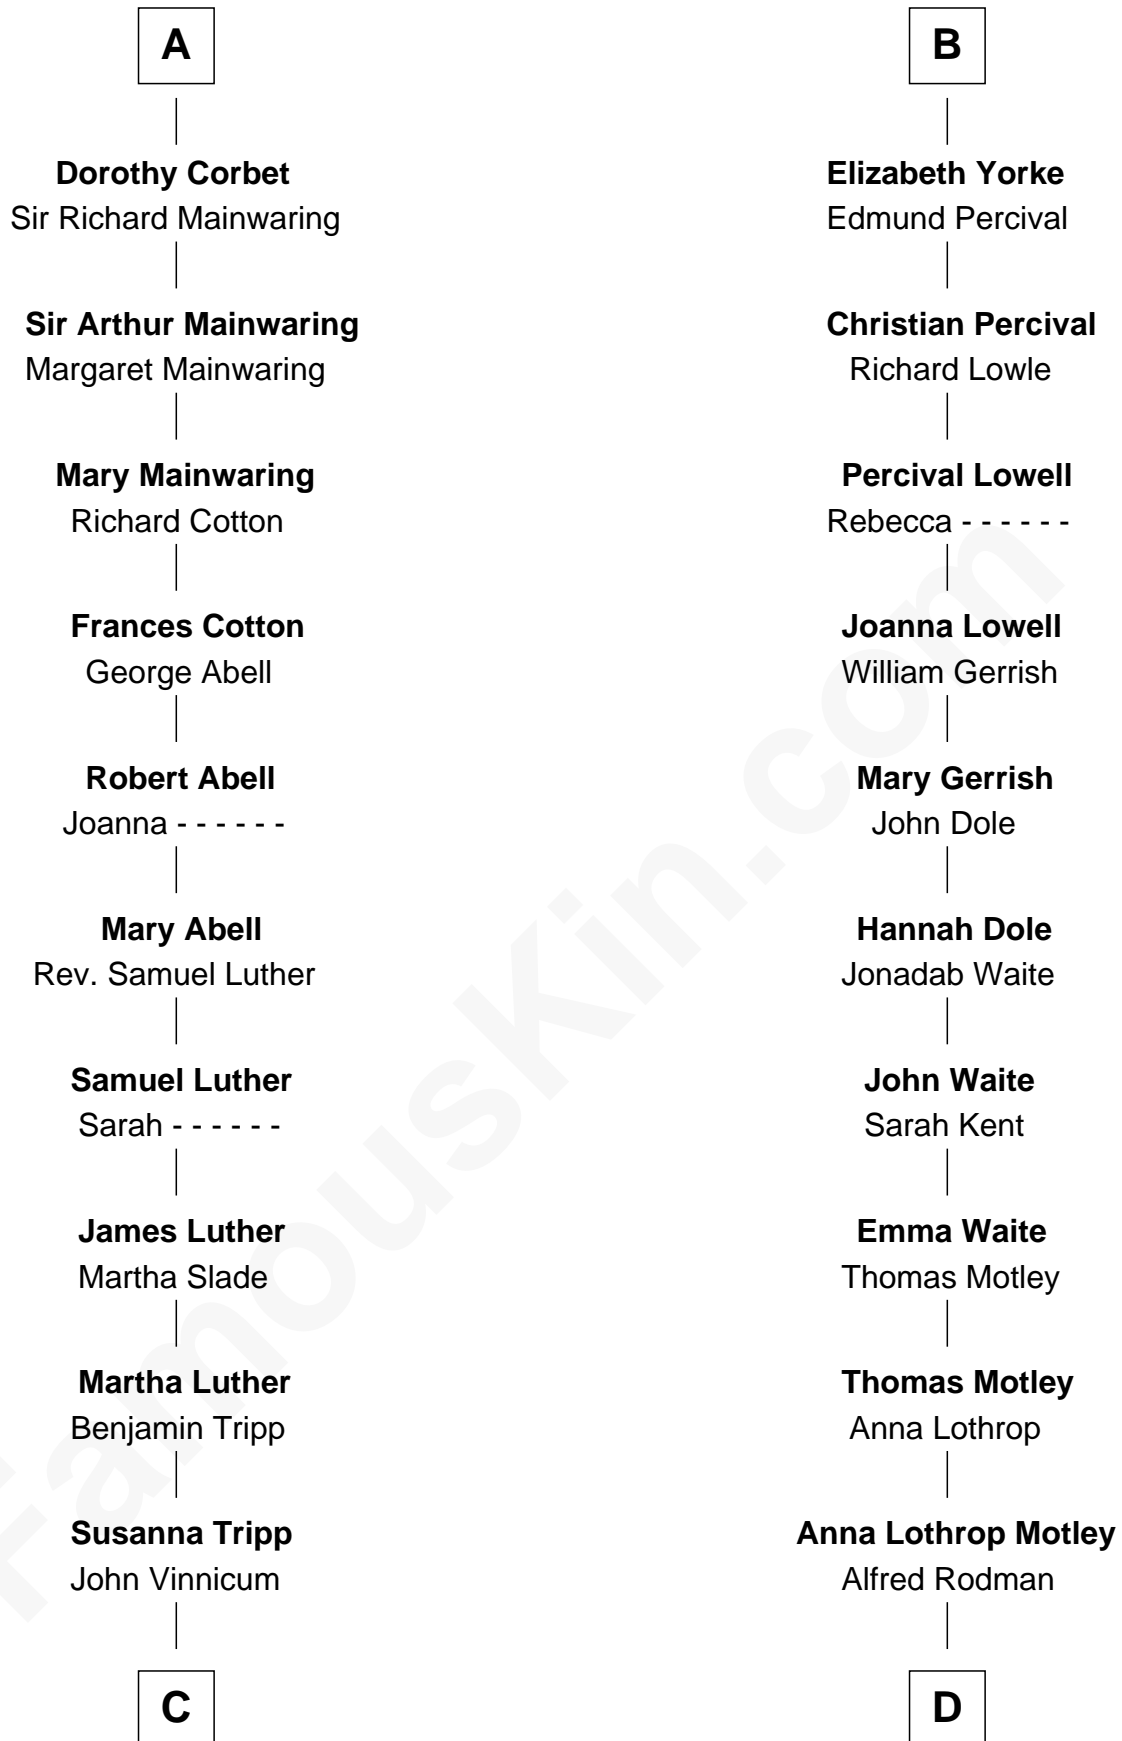 A
Dorothy Corbet
Sir Richard Mainwaring
Sir Arthur Mainwaring
Margaret Mainwaring
Mary Mainwaring
Richard Cotton
Frances Cotton
George Abell
Robert Abell
Joanna - - - - - -
Mary Abell
Rev. Samuel Luther
Samuel Luther
Sarah - - - - - -
James Luther
Martha Slade
Martha Luther
Benjamin Tripp
Susanna Tripp
John Vinnicum
C
B
Elizabeth Yorke
Edmund Percival
Christian Percival
Richard Lowle
Percival Lowell
Rebecca - - - - - -
Joanna Lowell
William Gerrish
Mary Gerrish
John Dole
Hannah Dole
Jonadab Waite
John Waite
Sarah Kent
Emma Waite
Thomas Motley
Thomas Motley
Anna Lothrop
Anna Lothrop Motley
Alfred Rodman
D
FamousKin.com